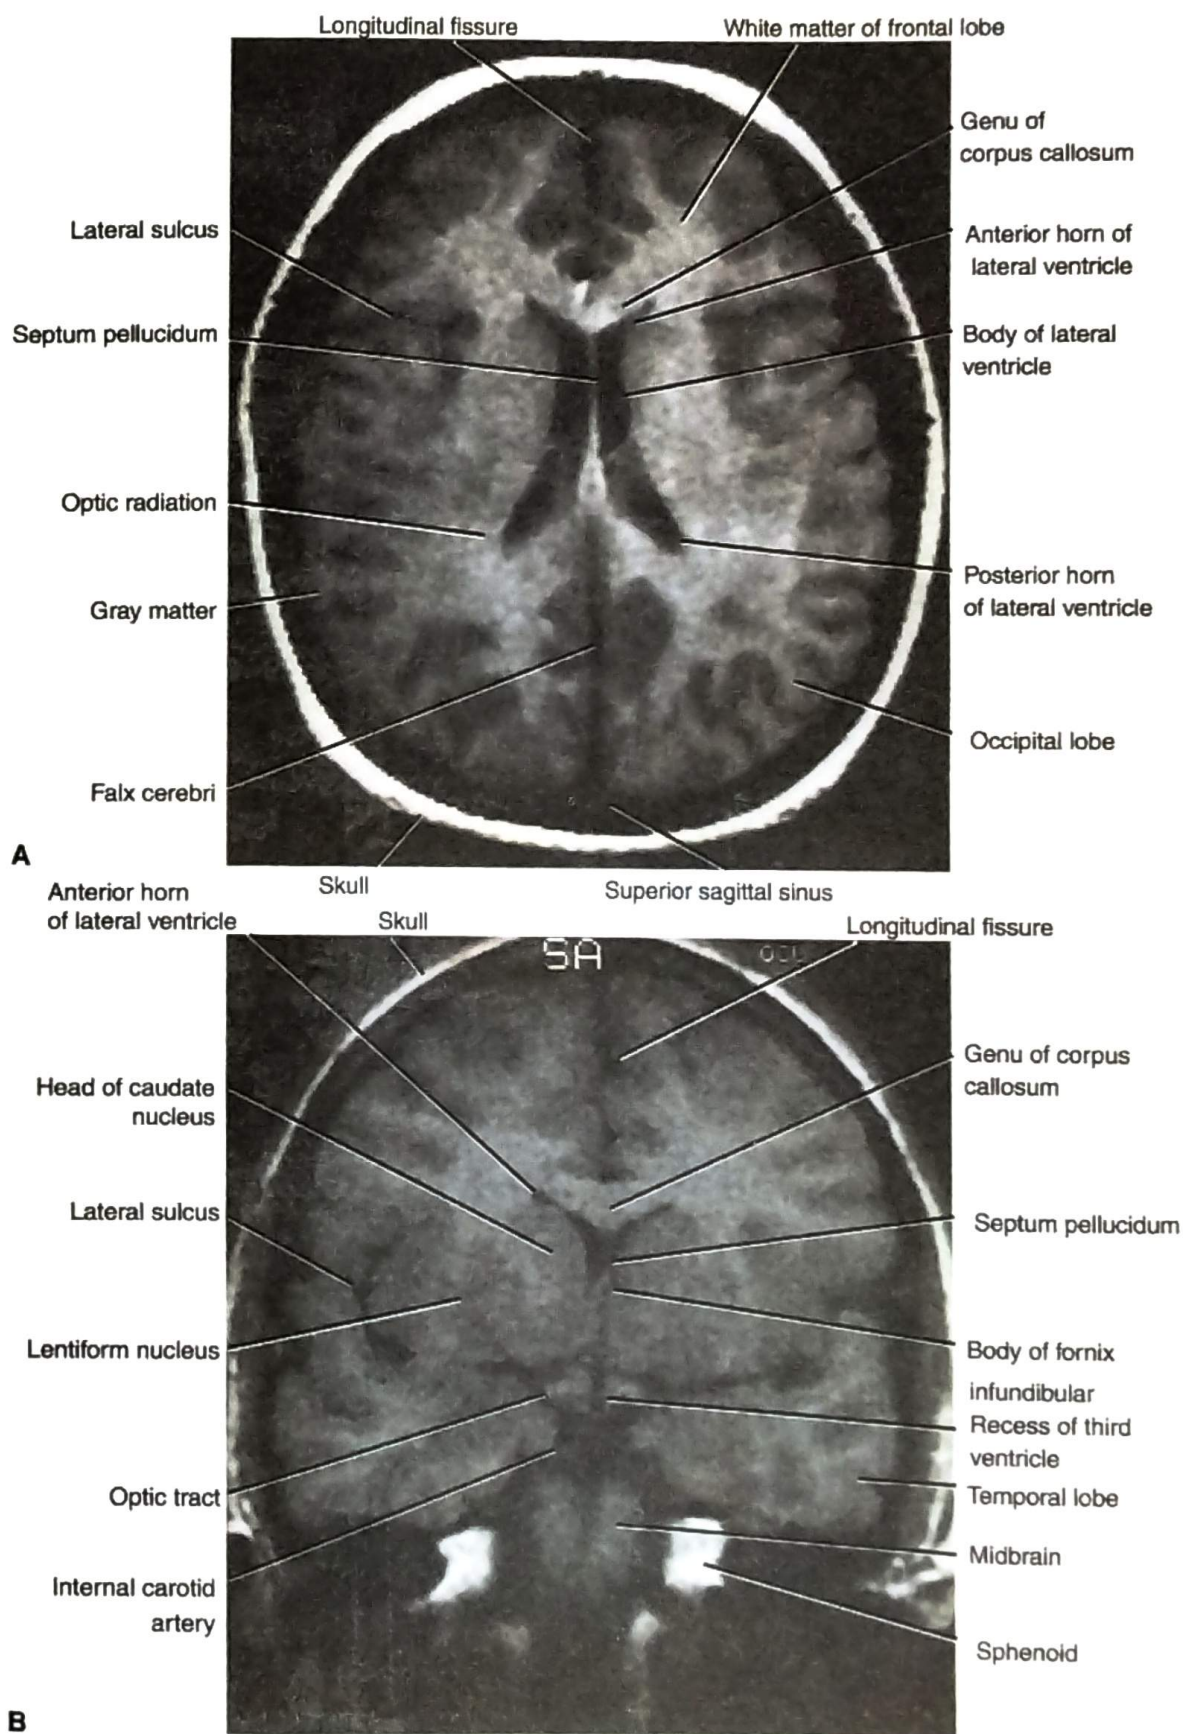 Longitudinal fissure
White matter of frontal lobe
Genu of
corpus callosum
Lateral sulcus
Anterior horn of
lateral ventricle
Septum pellucidum
Body of lateral
ventricle
Optic radiation
Posterior horn
of lateral ventricle
Gray matter
Occipital lobe
Falx cerebri
A
Skull
Superior sagittal sinus
Anterior horn
of lateral ventricle
Skull
Longitudinal fissure
SA
Head of caudate
nucleus
Genu of corpus
callosum
Lateral sulcus
Septum pellucidum
Lentiform nucleus
Body of fornix
infundibular
Recess of third
ventricle
Optic tract
Temporal lobe
Midbrain
Internal carotid
artery
Sphenoid
B